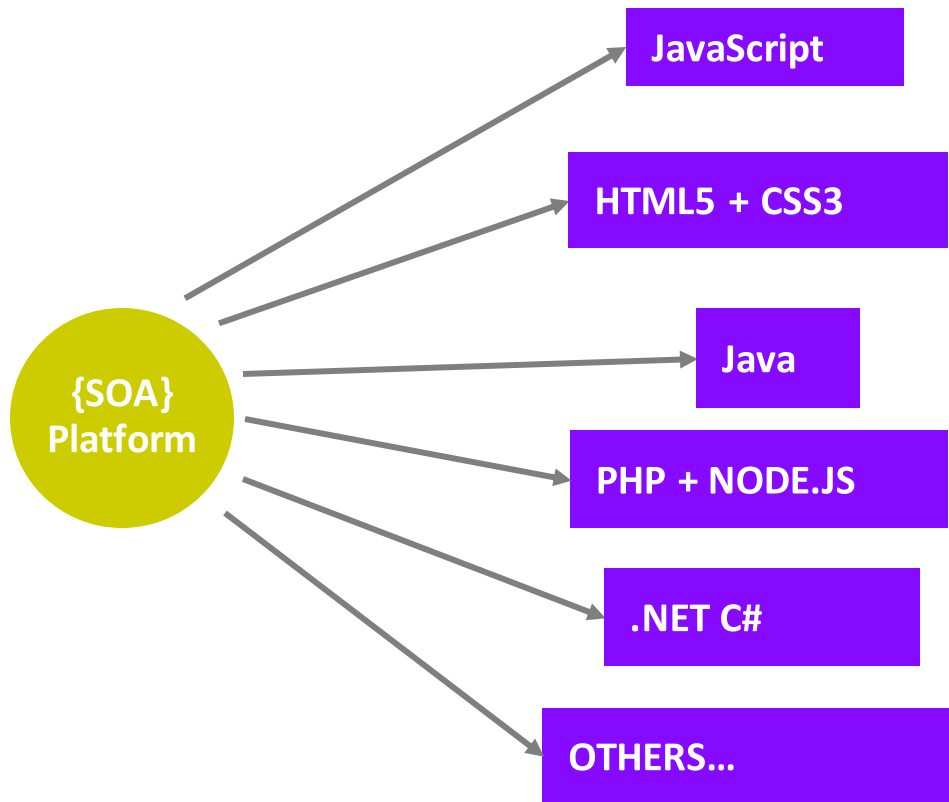 JavaScript
HTML5 + CSS3
{SOA}
Platform
Java
PHP + NODE.JS
.NET C#
OTHERS...